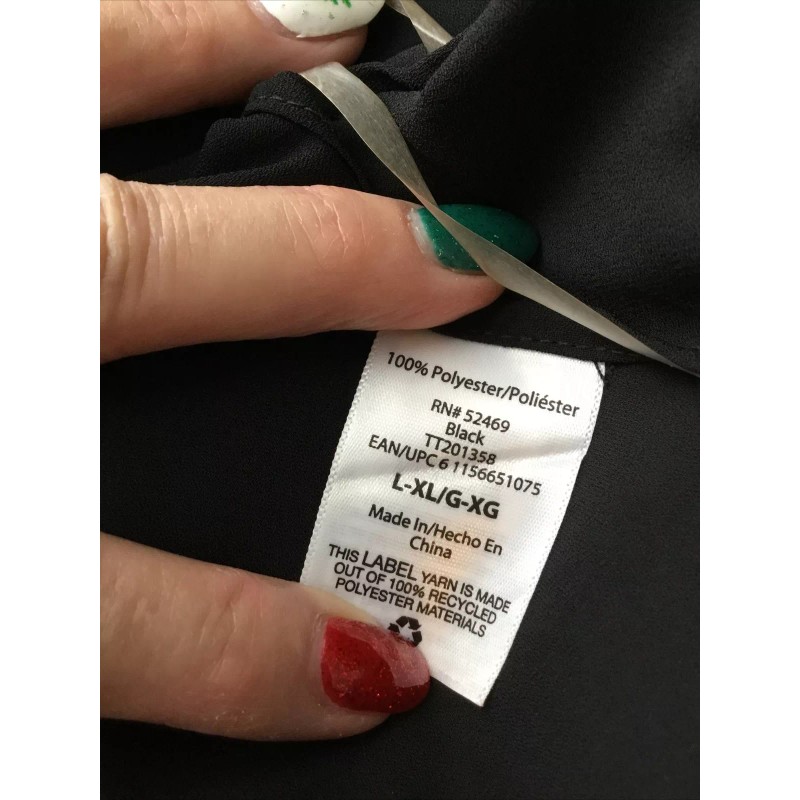 100% Polyester/Poliéster
RN# 52469
Black
TT201358
EAN/UPC 6 1156651075
L-XL/G-XG
Made In/Hecho En
China
THIS LABEL YARN IS MADE
OUT OF 100% RECYCLED
POLYESTER MATERIALS